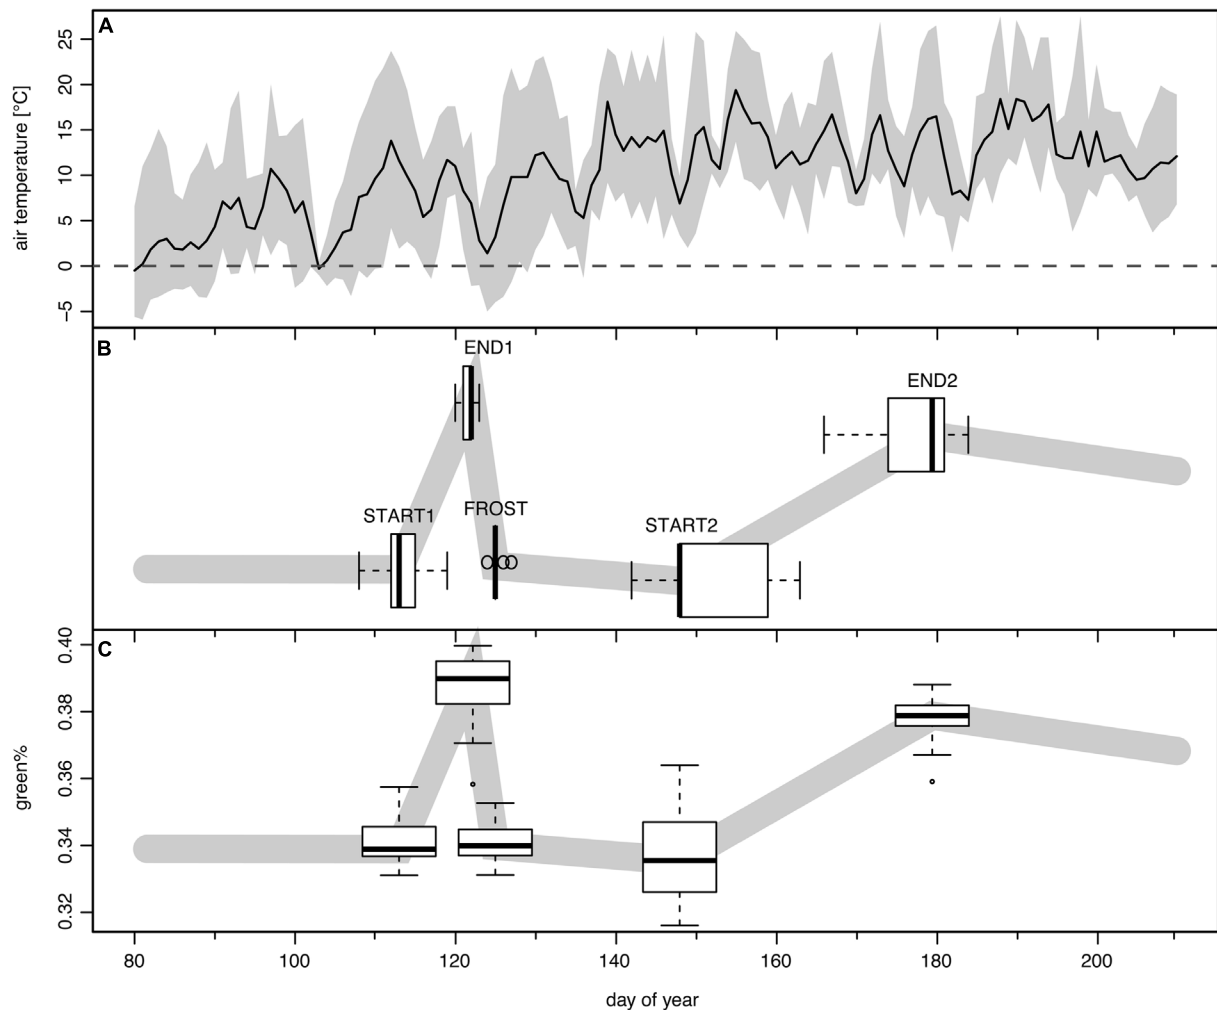 A
air temperature [°C]
25
20
15
10
5
0
−5
B
END1
END2
START1
FROST
START2
C
green%
0.40
0.38
0.36
0.34
0.32
80 100 120 140 160 180 200
day of year